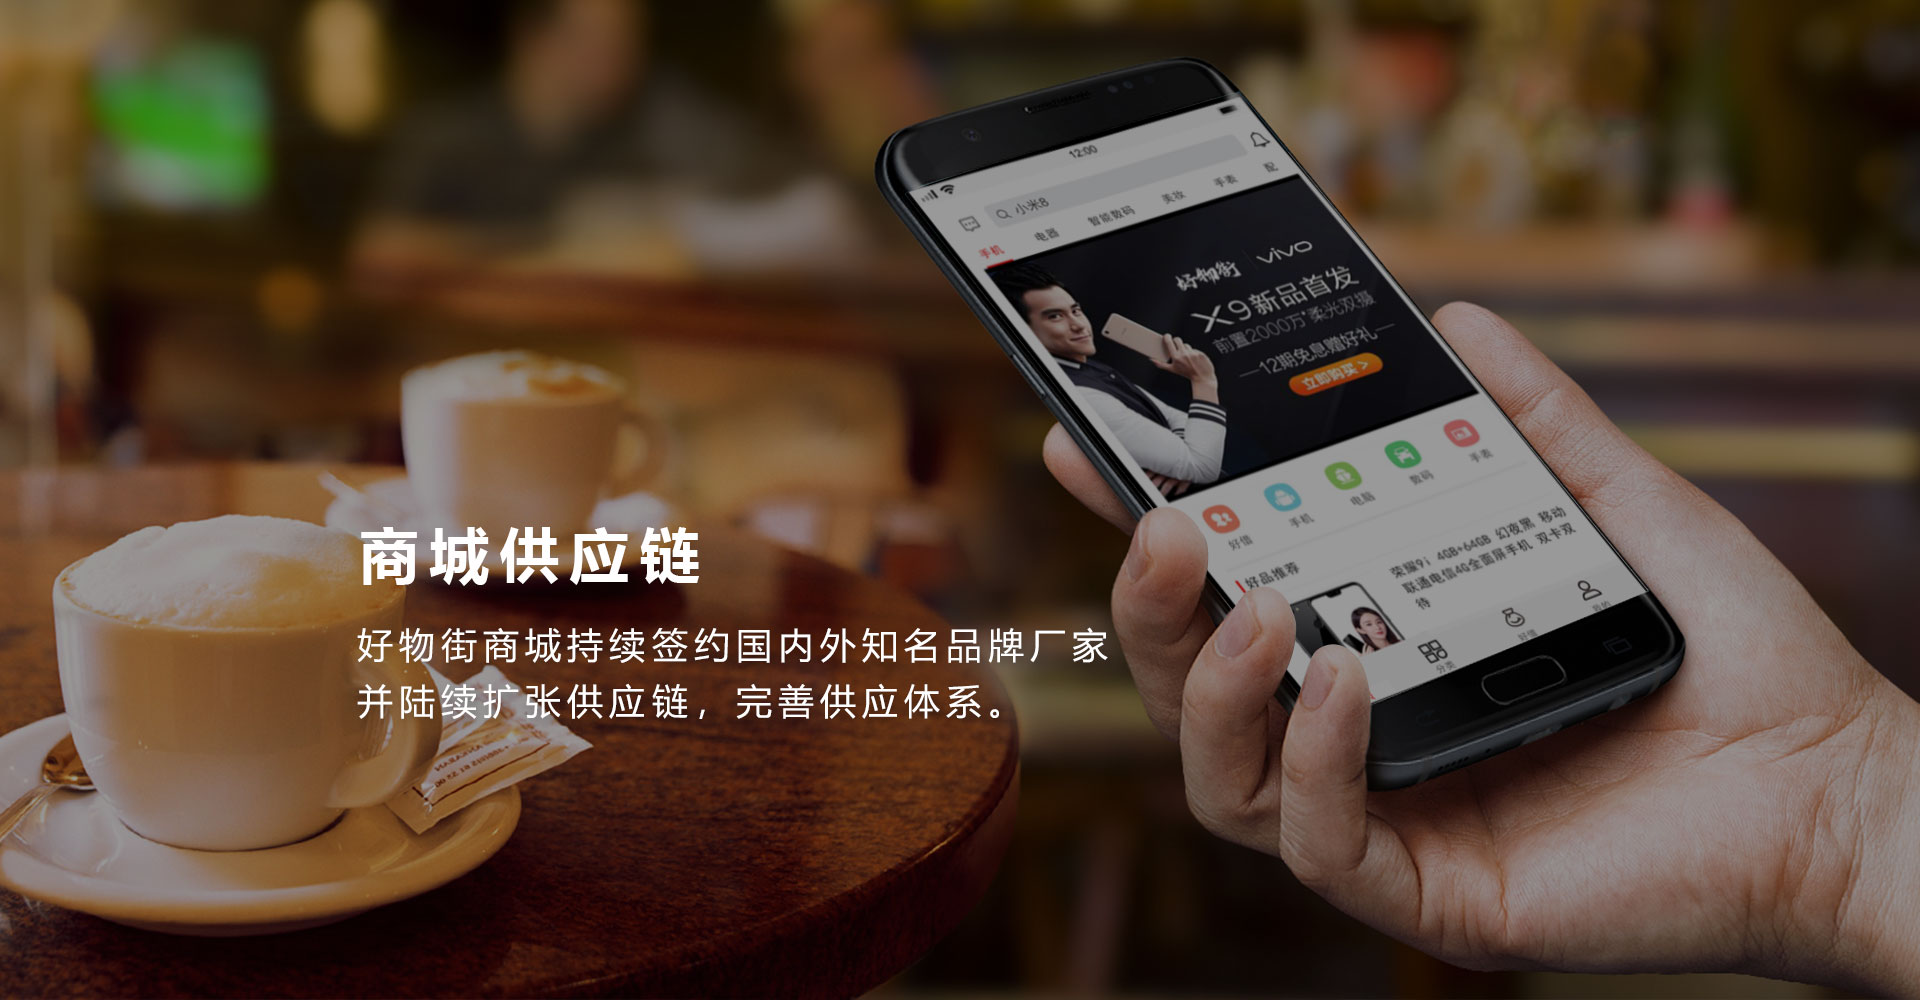 12:00
小米8
手机 电器 智能数码 美妆 手表 配
好物街 vivo
X9新品首发
前置2000万*柔光双摄
12期免息赠好礼
立即购买 >
好借 手机 电脑 数码 手表
好品推荐
荣耀9i 4GB+64GB 幻夜黑 移动
联通电信4G全面屏手机 双卡双
待
分类 好借 我的
商城供应链
好物街商城持续签约国内外知名品牌厂家
并陆续扩张供应链，完善供应体系。